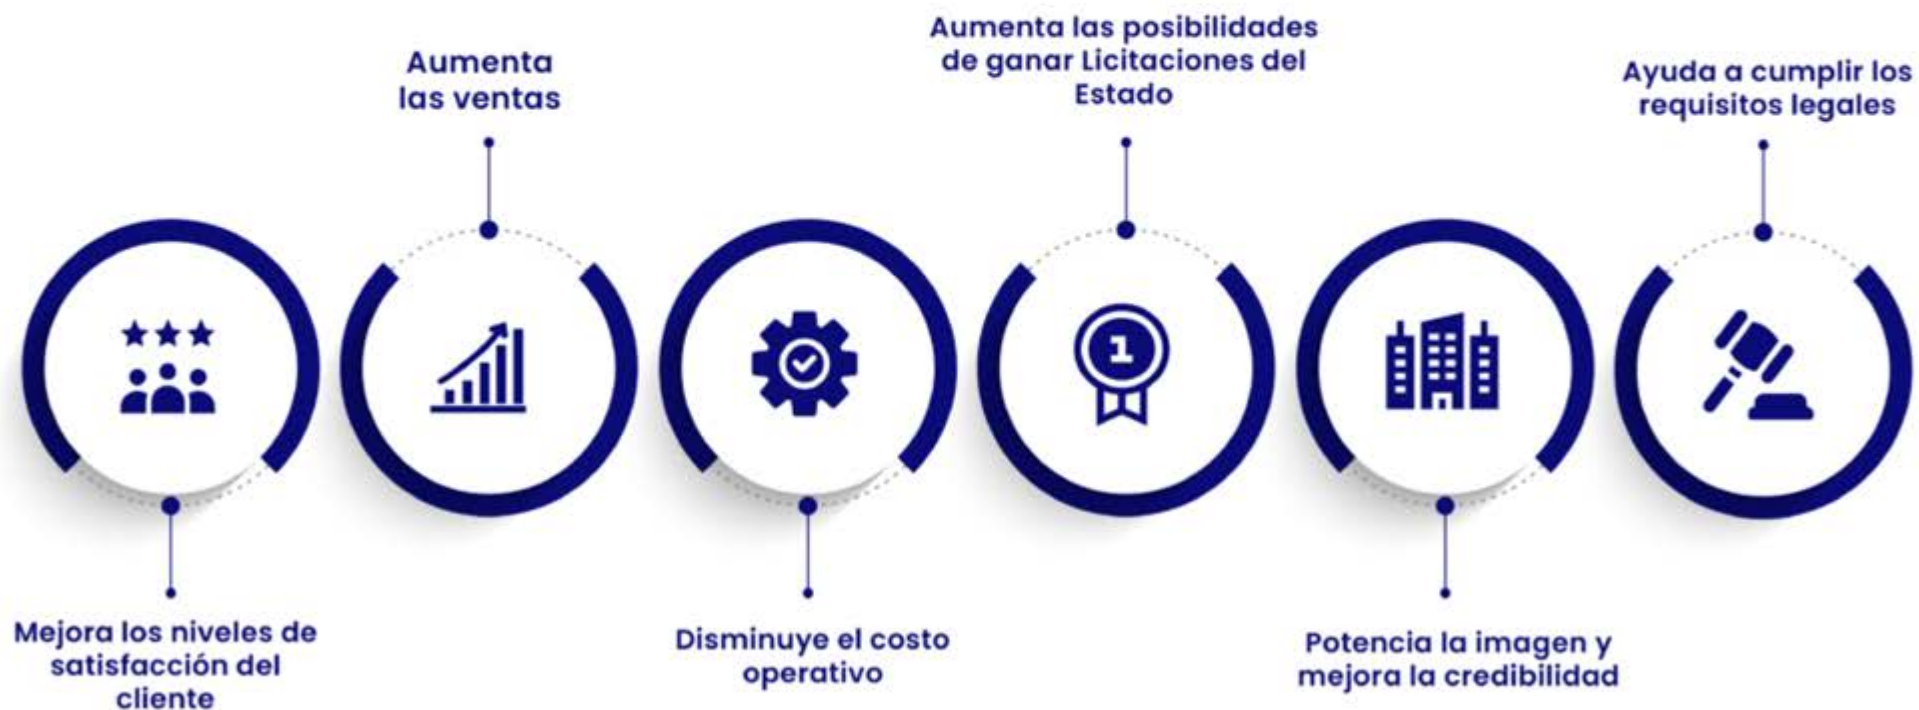 Mejora los niveles de
satisfacción del
cliente
Aumenta
las ventas
Disminuye el costo
operativo
Aumenta las posibilidades
de ganar Licitaciones del
Estado
1
Potencia la imagen y
mejora la credibilidad
Ayuda a cumplir los
requisitos legales